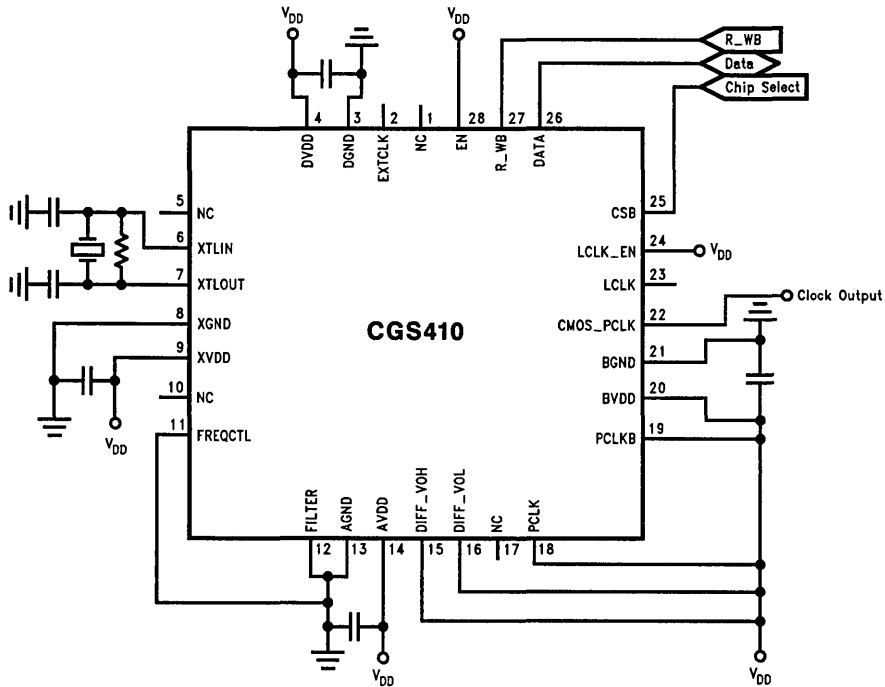 V_DD V_DD R_WB
Data
Chip Select
4 3 2 1 28 27 26
DVDD DGND EXTCLK NC EN R_WB DATA
5 NC CSB 25
6 XTLIN LCLK_EN 24 V_DD
7 XTLOUT LCLK 23
Clock Output
8 XGND CGS410 CMOS_PCLK 22
9 XVDD BGND 21
10 NC BVDD 20
11 FREQCTL PCLKB 19
V_DD
FILTER AGND AVDD DIFF_VOH DIFF_VOL NC PCLK
12 13 14 15 16 17 18
V_DD V_DD